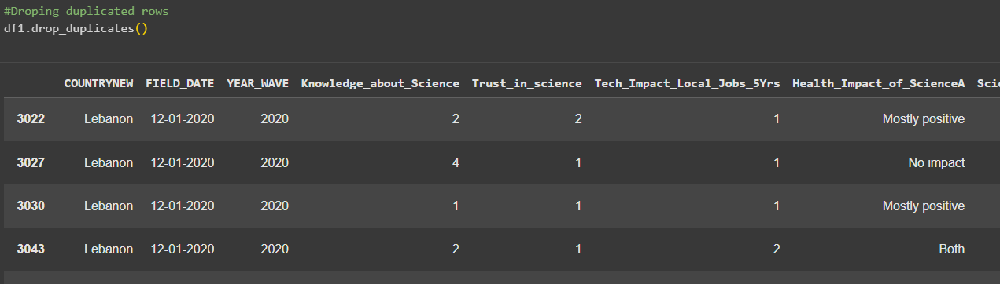 #Droping duplicated rows
df1.drop_duplicates()
COUNTRYNEW FIELD_DATE YEAR_WAVE Knowledge_about_Science Trust_in_science Tech_Impact_Local_Jobs_5Yrs Health_Impact_of_ScienceA Scie
3022 Lebanon 12-01-2020 2020 2 2 1 Mostly positive
3027 Lebanon 12-01-2020 2020 4 1 1 No impact
3030 Lebanon 12-01-2020 2020 1 1 1 Mostly positive
3043 Lebanon 12-01-2020 2020 2 1 2 Both